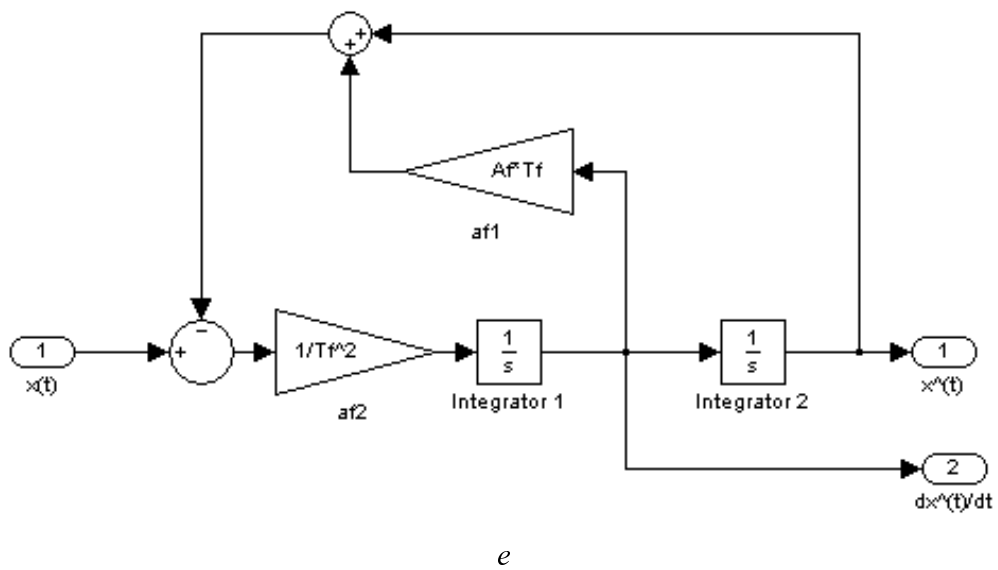 +
+
Af*Tf
af1
−
1
+
1/Tf^2
1
s
1
s
1
x(t)
af2
Integrator 1
Integrator 2
x^(t)
2
dx^(t)/dt
e